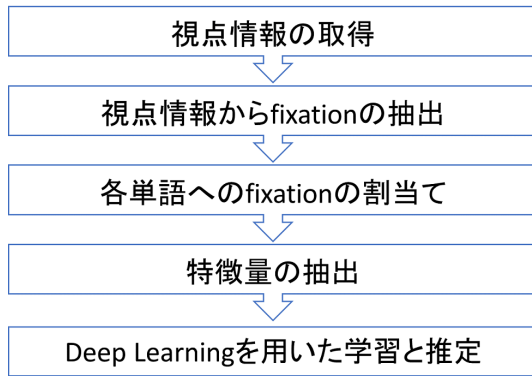 視点情報の取得
視点情報からfixationの抽出
各単語へのfixationの割当て
特徴量の抽出
Deep Learningを用いた学習と推定